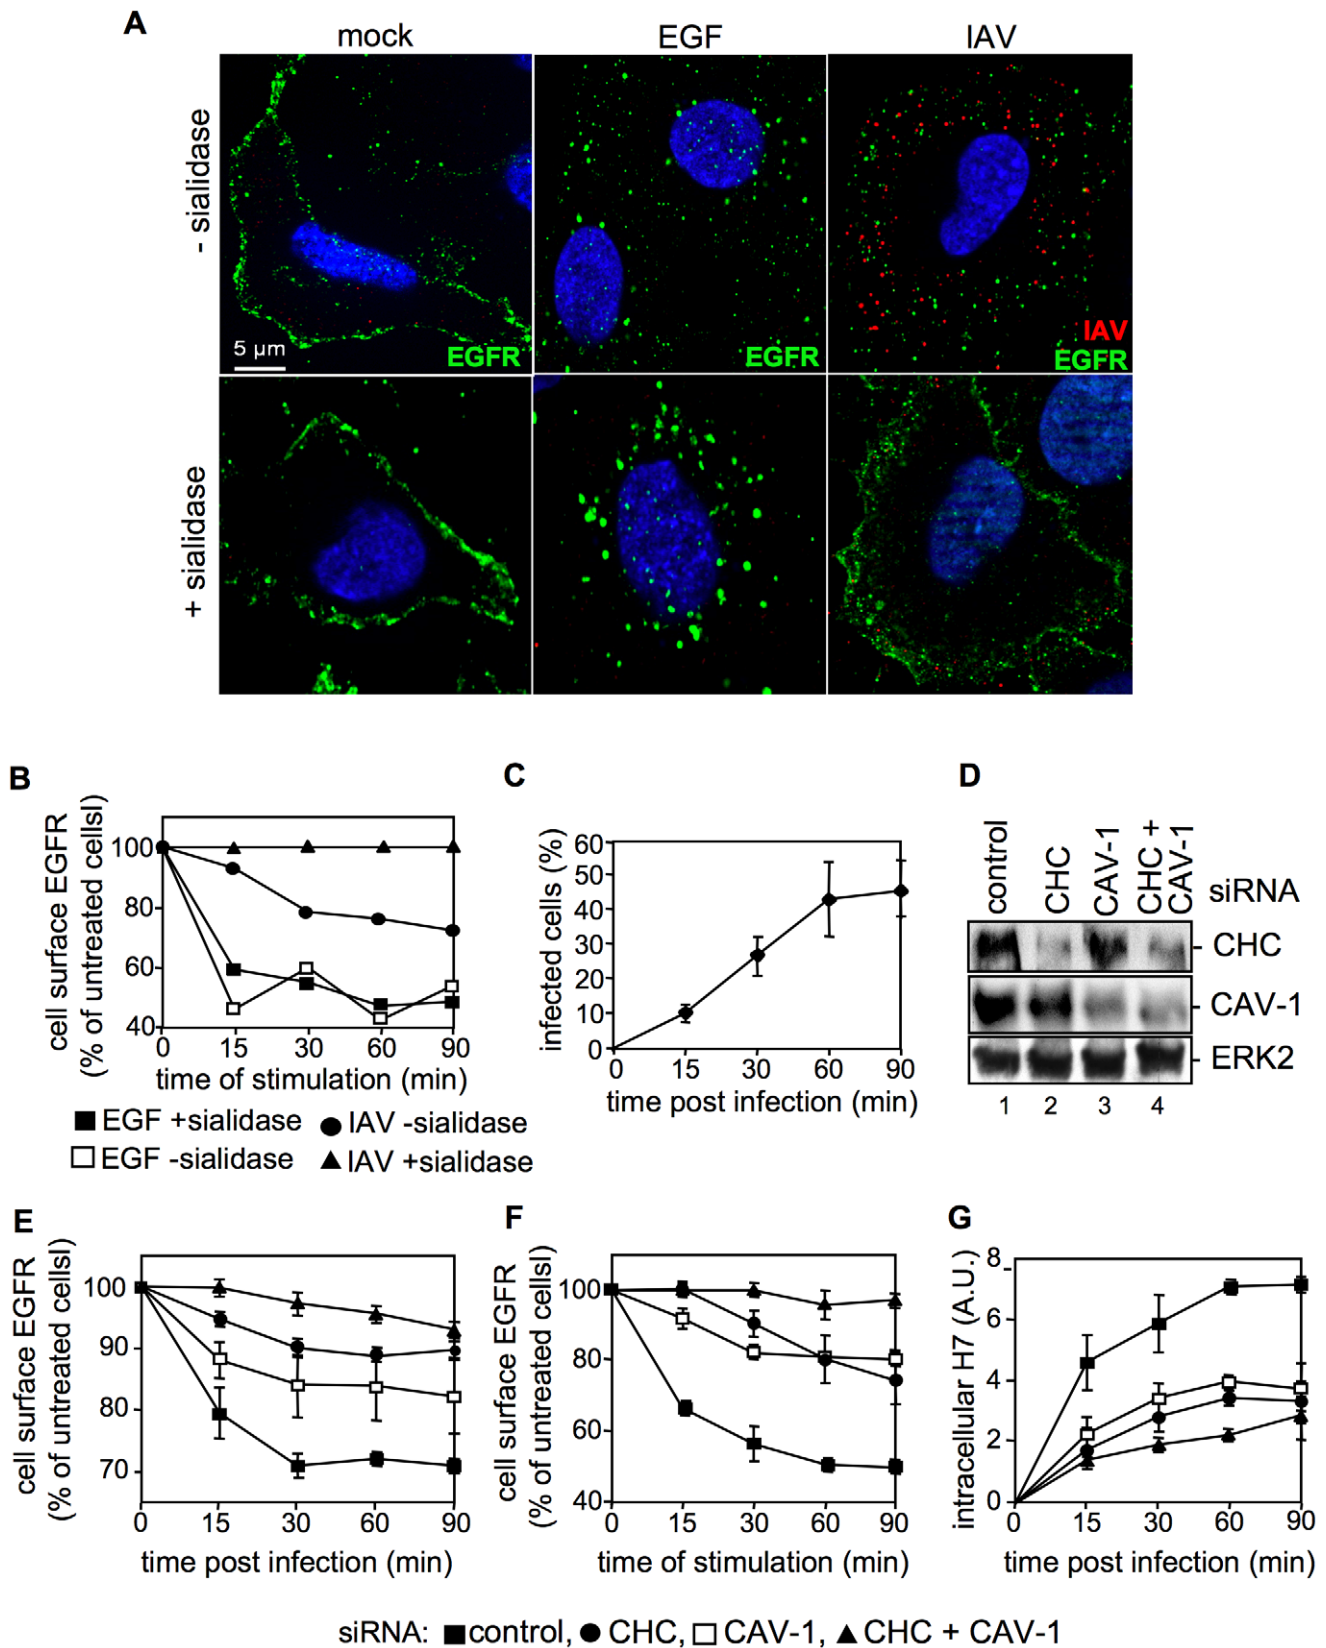 A
mock
EGF
IAV
- sialidase
5 µm
EGFR
EGFR
IAV
EGFR
+ sialidase
B
cell surface EGFR
(% of untreated cellsl)
100
80
60
40
0
15
30
60
90
time of stimulation (min)
EGF +sialidase
IAV -sialidase
EGF -sialidase
IAV +sialidase
C
infected cells (%)
60
50
40
30
20
10
0
0
15
30
60
90
time post infection (min)
D
control
CHC
CAV-1
CHC +
CAV-1
siRNA
CHC
CAV-1
ERK2
1
2
3
4
E
cell surface EGFR
(% of untreated cellsl)
100
90
80
70
0
15
30
60
90
time post infection (min)
F
cell surface EGFR
(% of untreated cellsl)
100
80
60
40
0
15
30
60
90
time of stimulation (min)
G
intracellular H7 (A.U.)
8
6
4
2
0
0
15
30
60
90
time post infection (min)
siRNA: control, CHC, CAV-1, CHC + CAV-1